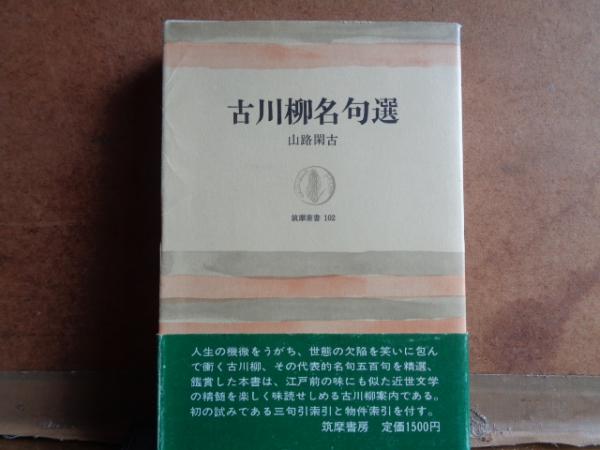 古川柳名句選
山路閑古
筑摩叢書 102
人生の機微をうがち、世態の欠陥を笑いに包ん
で衝く古川柳、その代表的名句五百句を精選、
鑑賞した本書は、江戸前の味にも似た近世文学
の精髄を楽しく味読せしめる古川柳案内である。
初の試みである三句引索引と物件索引を付す。
筑摩書房 定価1500円